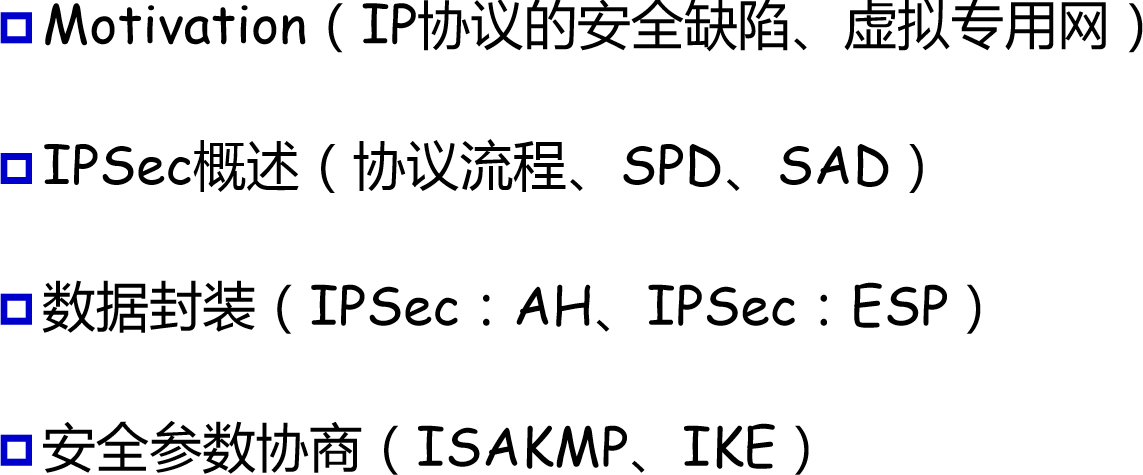 Motivation（IP协议的安全缺陷、虚拟专用网）
IPSec概述（协议流程、SPD、SAD）
数据封装（IPSec：AH、IPSec：ESP）
安全参数协商（ISAKMP、IKE）